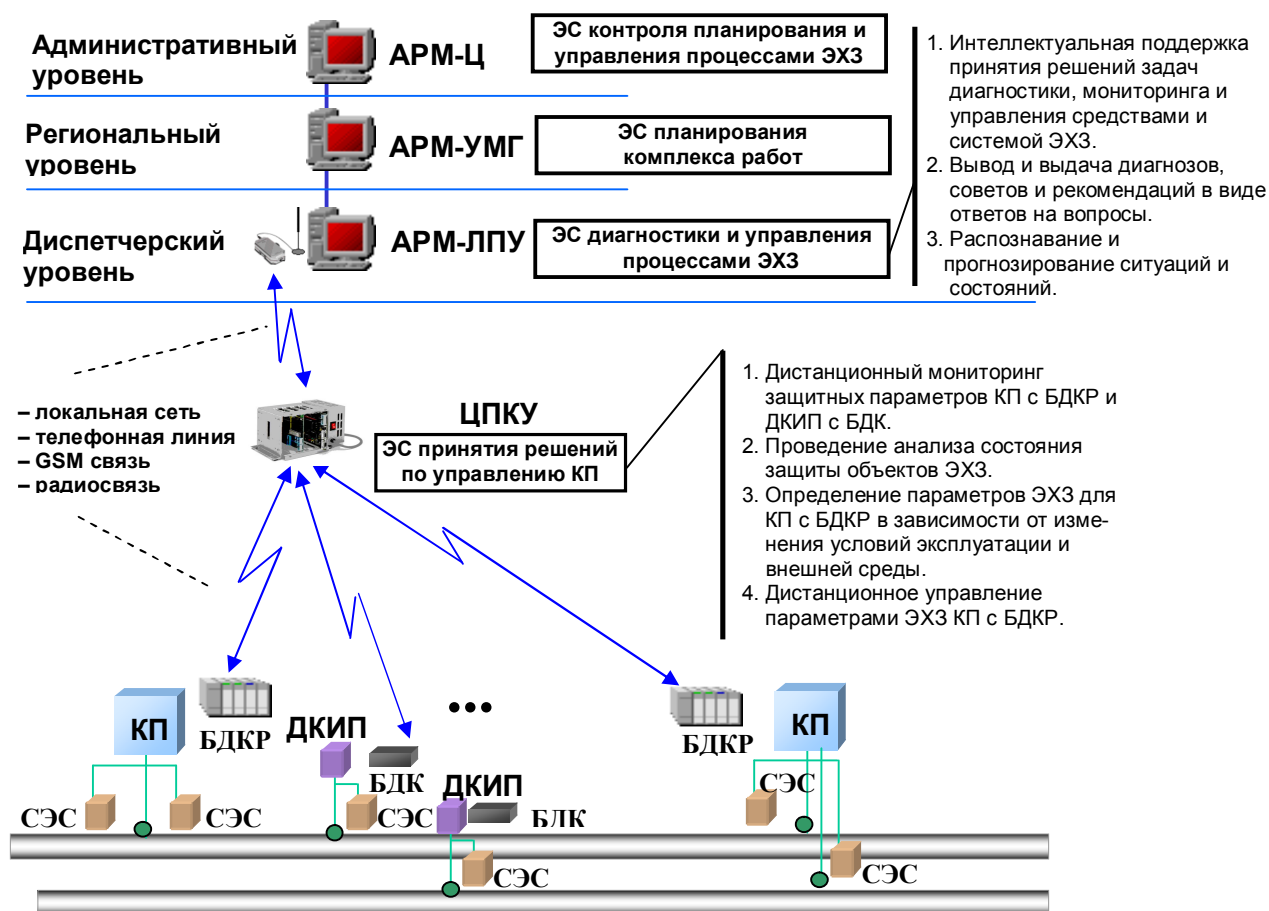 Административный
уровень
АРМ-Ц
ЭС контроля планирования и
управления процессами ЭХЗ
Региональный
уровень
АРМ-УМГ
ЭС планирования
комплекса работ
Диспетчерский
уровень
АРМ-ЛПУ
ЭС диагностики и управления
процессами ЭХЗ
1. Интеллектуальная поддержка
принятия решений задач
диагностики, мониторинга и
управления средствами и
системой ЭХЗ.
2. Вывод и выдача диагнозов,
советов и рекомендаций в виде
ответов на вопросы.
3. Распознавание и
прогнозирование ситуаций и
состояний.
– локальная сеть
– телефонная линия
– GSM связь
– радиосвязь
ЦПКУ
ЭС принятия решений
по управлению КП
1. Дистанционный мониторинг
защитных параметров КП с БДКР и
ДКИП с БДК.
2. Проведение анализа состояния
защиты объектов ЭХЗ.
3. Определение параметров ЭХЗ для
КП с БДКР в зависимости от изме-
нения условий эксплуатации и
внешней среды.
4. Дистанционное управление
параметрами ЭХЗ КП с БДКР.
...
КП
БДКР
ДКИП
БДК
ДКИП
БДК
БДКР
КП
СЭС
СЭС
СЭС
СЭС
СЭС
СЭС